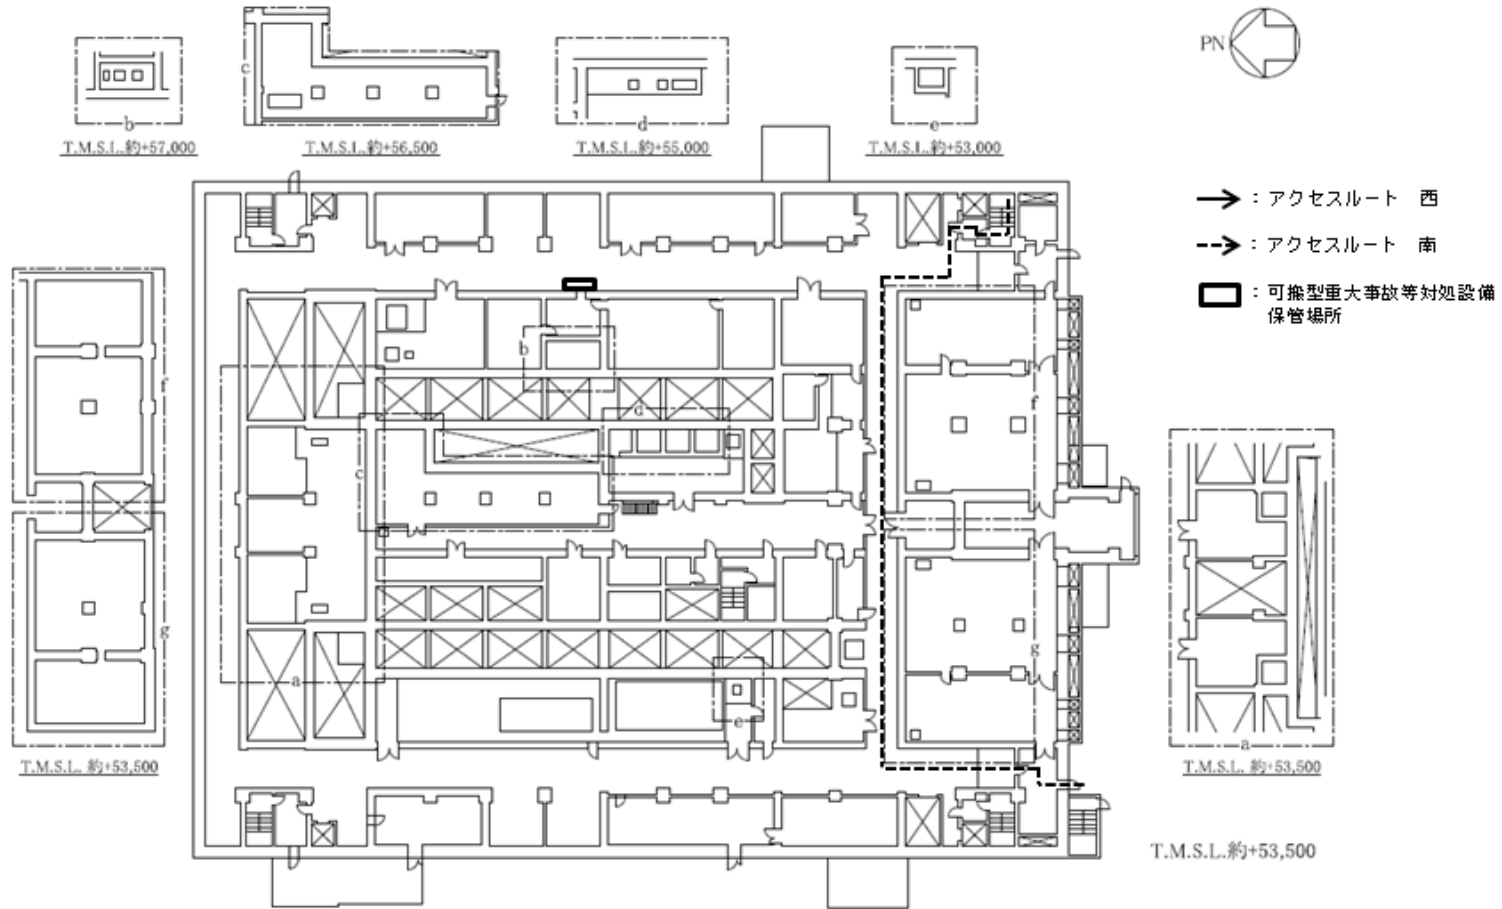 PN
b
T.M.S.L.約+57,000
c
T.M.S.L.約+56,500
d
T.M.S.L.約+55,000
e
T.M.S.L.約+53,000
：アクセスルート 西
：アクセスルート 南
：可搬型重大事故等対処設備
保管場所
f
g
T.M.S.L. 約+53,500
b
d
c
f
g
a
e
a
T.M.S.L. 約+53,500
T.M.S.L.約+53,500